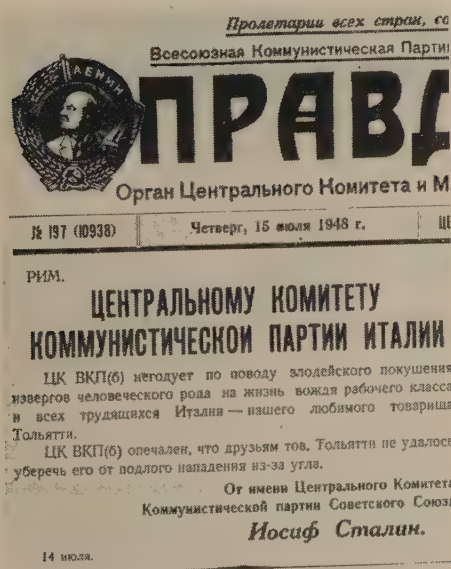 Пролетарии всех стран, со
Всесоюзная Коммунистическая Парти
ЛЕНИН
ПРАВД
Орган Центрального Комитета и М
№ 197 (10938)
Четверг, 15 июля 1948 г.
ЦЕ
РИМ.
ЦЕНТРАЛЬНОМУ КОМИТЕТУ
КОММУНИСТИЧЕСКОЙ ПАРТИИ ИТАЛИИ
ЦК ВКП(б) негодует по поводу злодейского покушения
извергов человеческого рода на жизнь вождя рабочего класса
и всех трудящихся Италии — нашего любимого товарища
Тольятти.
ЦК ВКП(б) опечален, что друзьям тов. Тольятти не удалось
уберечь его от подлого нападения из-за угла.
От имени Центрального Комитета
Коммунистической партии Советского Союза
Иосиф Сталин.
14 июля.